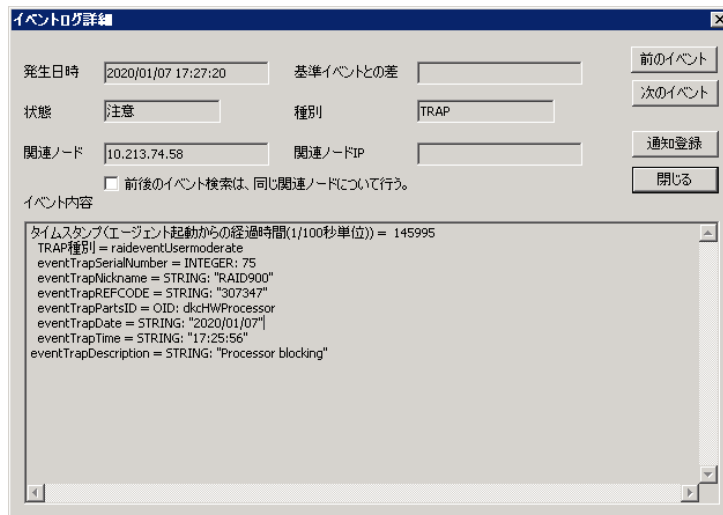 イベントログ詳細
発生日時 2020/01/07 17:27:20 基準イベントとの差 前のイベント
次のイベント
状態 注意 種別 TRAP
関連ノード 10.213.74.58 関連ノードIP 通知登録
前後のイベント検索は、同じ関連ノードについて行う。 閉じる
イベント内容
タイムスタンプ(エージェント起動からの経過時間(1/100秒単位)) = 145995
TRAP種別 = raideventUsermoderate
eventTrapSerialNumber = INTEGER: 75
eventTrapNickname = STRING: "RAID900"
eventTrapREFCODE = STRING: "307347"
eventTrapPartsID = OID: dkcHWProcessor
eventTrapDate = STRING: "2020/01/07"
eventTrapTime = STRING: "17:25:56"
eventTrapDescription = STRING: "Processor blocking"